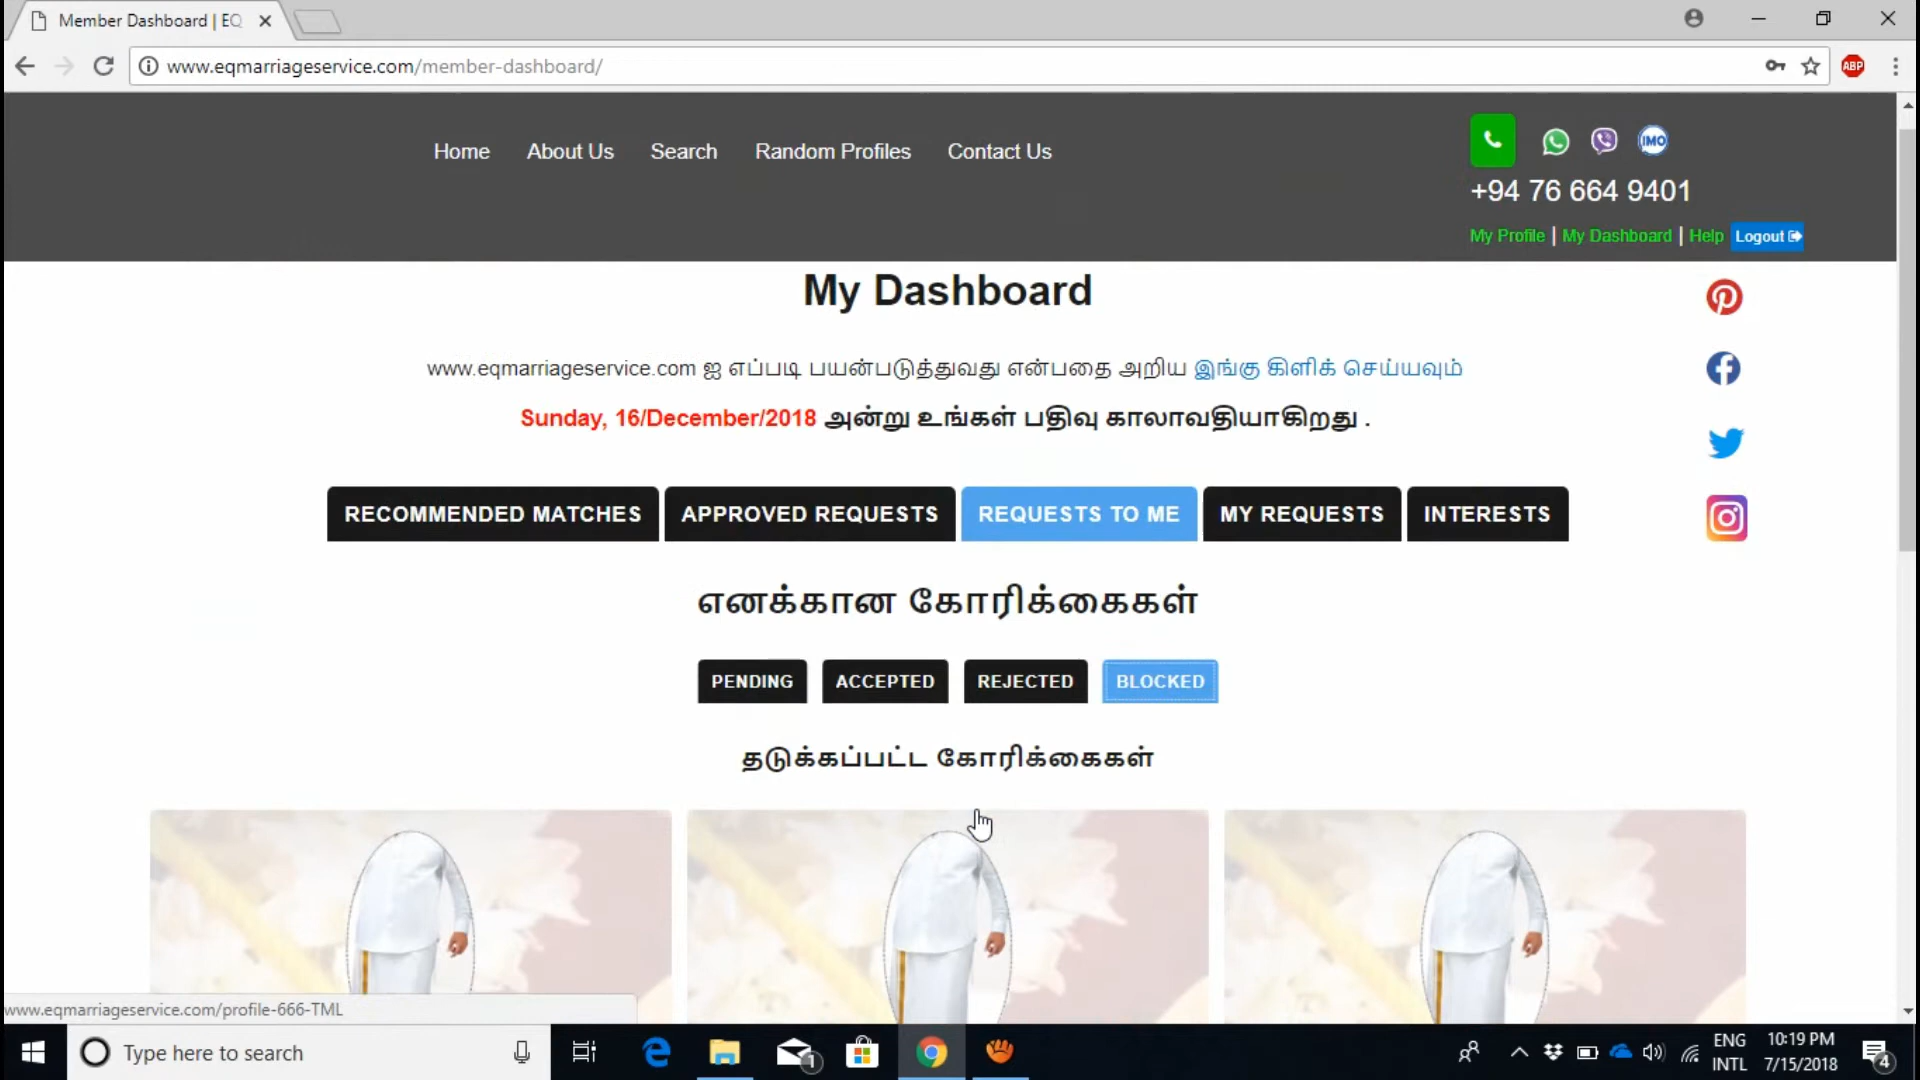 Member Dashboard | EQ
www.eqmarriageservice.com/member-dashboard/
ABP
Home About Us Search Random Profiles Contact Us
IMO
+94 76 664 9401
My Profile | My Dashboard | Help Logout
My Dashboard
www.eqmarriageservice.com ஐ எப்படி பயன்படுத்துவது என்பதை அறிய இங்கு கிளிக் செய்யவும்
Sunday, 16/December/2018 அன்று உங்கள் பதிவு காலாவதியாகிறது .
RECOMMENDED MATCHES APPROVED REQUESTS REQUESTS TO ME MY REQUESTS INTERESTS
எனக்கான கோரிக்கைகள்
PENDING ACCEPTED REJECTED BLOCKED
தடுக்கப்பட்ட கோரிக்கைகள்
www.eqmarriageservice.com/profile-666-TML
Type here to search
1
ENG 10:19 PM
INTL 7/15/2018
4